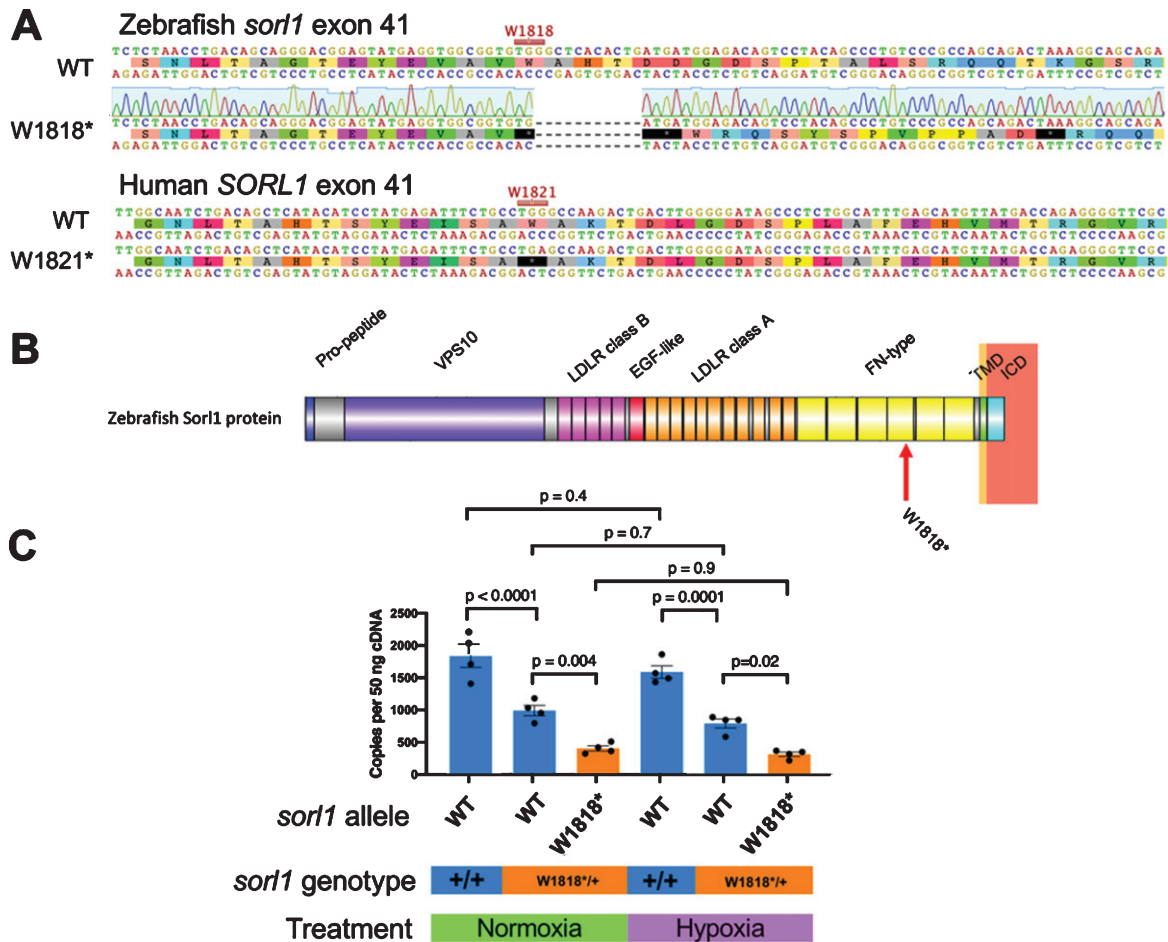 A
Zebrafish sorl1 exon 41
W1818
TCTCTAACCTGACAGCAGGGACGGAGTATGAGGTGGCGGTGTGGGCTCACACTGATGATGGAGACAGTCCTACAGCCCTGTCCCGCCAGCAGACTAAAGGCAGCAGA
WT
S N L T A G T E Y E V A V W A H T D D G D S P T A L S R Q Q T K G S R
AGAGATTGGACTGTCGTCCCTGCCTCATACTCCACCGCCACACCCGAGTGTGACTACTACCTCTGTCAGGATGTCGGGACAGGGCGGTCGTCTGATTTCCGTCGTCT
TCTCTAACCTGACAGCAGGGACGGAGTATGAGGTGGCGGTGTG-----------ATGATGGAGACAGTCCTACAGCCCTGTCCCGCCAGCAGACTAAAGGCAGCAGA
W1818*
S N L T A G T E Y E V A V * * W R Q S Y S P V P P A D * R Q Q
AGAGATTGGACTGTCGTCCCTGCCTCATACTCCACCGCCACAC-----------TACTACCTCTGTCAGGATGTCGGGACAGGGCGGTCGTCTGATTTCCGTCGTCT
Human SORL1 exon 41
W1821
TTGGCAATCTGACAGCTCATACATCCTATGAGATTTCTGCCTGGGCCAAGACTGACTTGGGGGATAGCCCTCTGGCATTTGAGCATGTTATGACCAGAGGGGTTCGC
WT
G N L T A H T S Y E I S A W A K T D L G D S P L A F E H V M T R G V R
AACCGTTAGACTGTCGAGTATGTAGGATACTCTAAAGACGGACCCGGTTCTGACTGAACCCCCTATCGGGAGACCGTAAACTCGTACAATACTGGTCTCCCCAAGCG
TTGGCAATCTGACAGCTCATACATCCTATGAGATTTCTGCCTGAGCCAAGACTGACTTGGGGGATAGCCCTCTGGCATTTGAGCATGTTATGACCAGAGGGGTTCGC
W1821*
G N L T A H T S Y E I S A * A K T D L G D S P L A F E H V M T R G V R
AACCGTTAGACTGTCGAGTATGTAGGATACTCTAAAGACGGACTCGGTTCTGACTGAACCCCCTATCGGGAGACCGTAAACTCGTACAATACTGGTCTCCCCAAGCG
B
Pro-peptide
VPS10
LDLR class B
EGF-like
LDLR class A
FN-type
TMD
ICD
Zebrafish Sorl1 protein
W1818*
C
p = 0.4
p = 0.7
p = 0.9
p < 0.0001
p = 0.0001
p = 0.004
p=0.02
Copies per 50 ng cDNA
2500
2000
1500
1000
500
0
sorl1 allele
WT
WT
W1818*
WT
WT
W1818*
sorl1 genotype
+/+
W1818*/+
+/+
W1818*/+
Treatment
Normoxia
Hypoxia